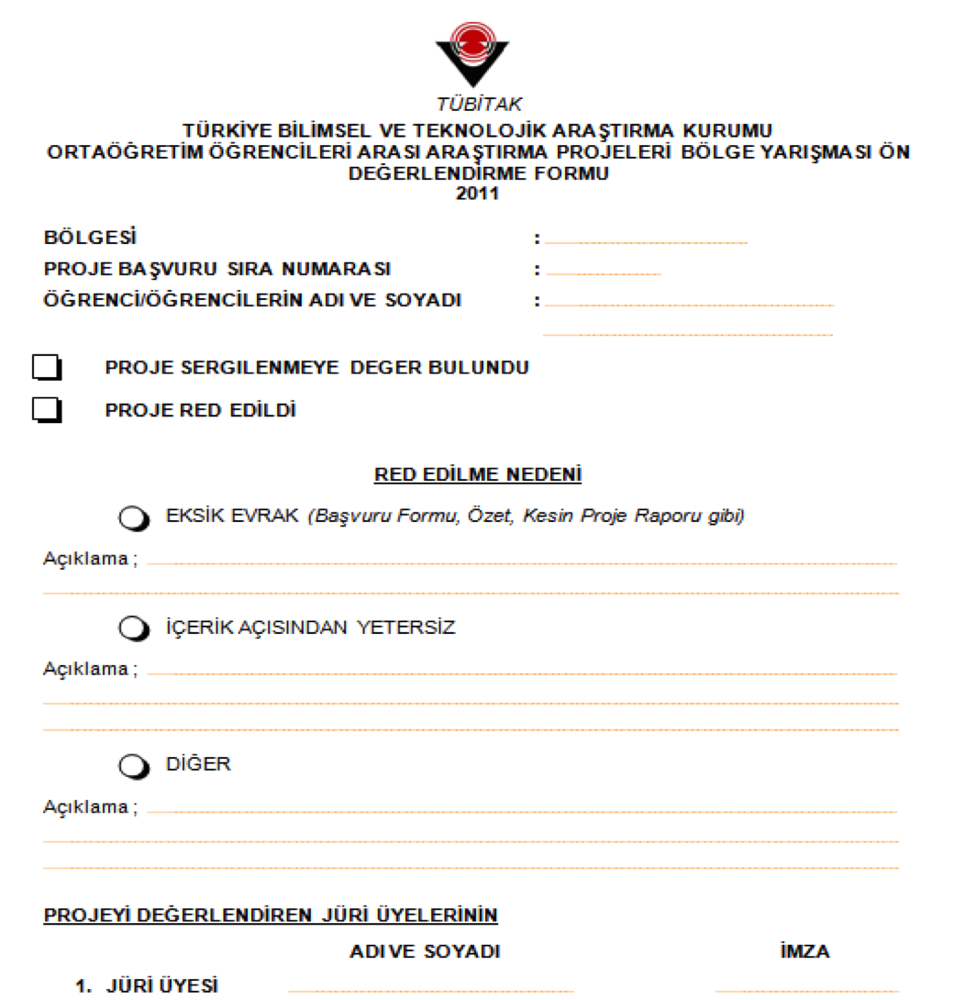 TÜBİTAK
TÜRKİYE BİLİMSEL VE TEKNOLOJİK ARAŞTIRMA KURUMU
ORTAÖĞRETİM ÖĞRENCİLERİ ARASI ARAŞTIRMA PROJELERİ BÖLGE YARIŞMASI ÖN
DEĞERLENDİRME FORMU
2011
BÖLGESİ :
PROJE BAŞVURU SIRA NUMARASI :
ÖĞRENCİ/ÖĞRENCİLERİN ADI VE SOYADI :
PROJE SERGILENMEYE DEGER BULUNDU
PROJE RED EDİLDİ
RED EDİLME NEDENİ
EKSİK EVRAK (Başvuru Formu, Özet, Kesin Proje Raporu gibi)
Açıklama ;
İÇERİK AÇISINDAN YETERSİZ
Açıklama ;
DİĞER
Açıklama ;
PROJEYİ DEĞERLENDİREN JÜRİ ÜYELERİNİN
ADI VE SOYADI İMZA
1. JÜRİ ÜYESİ